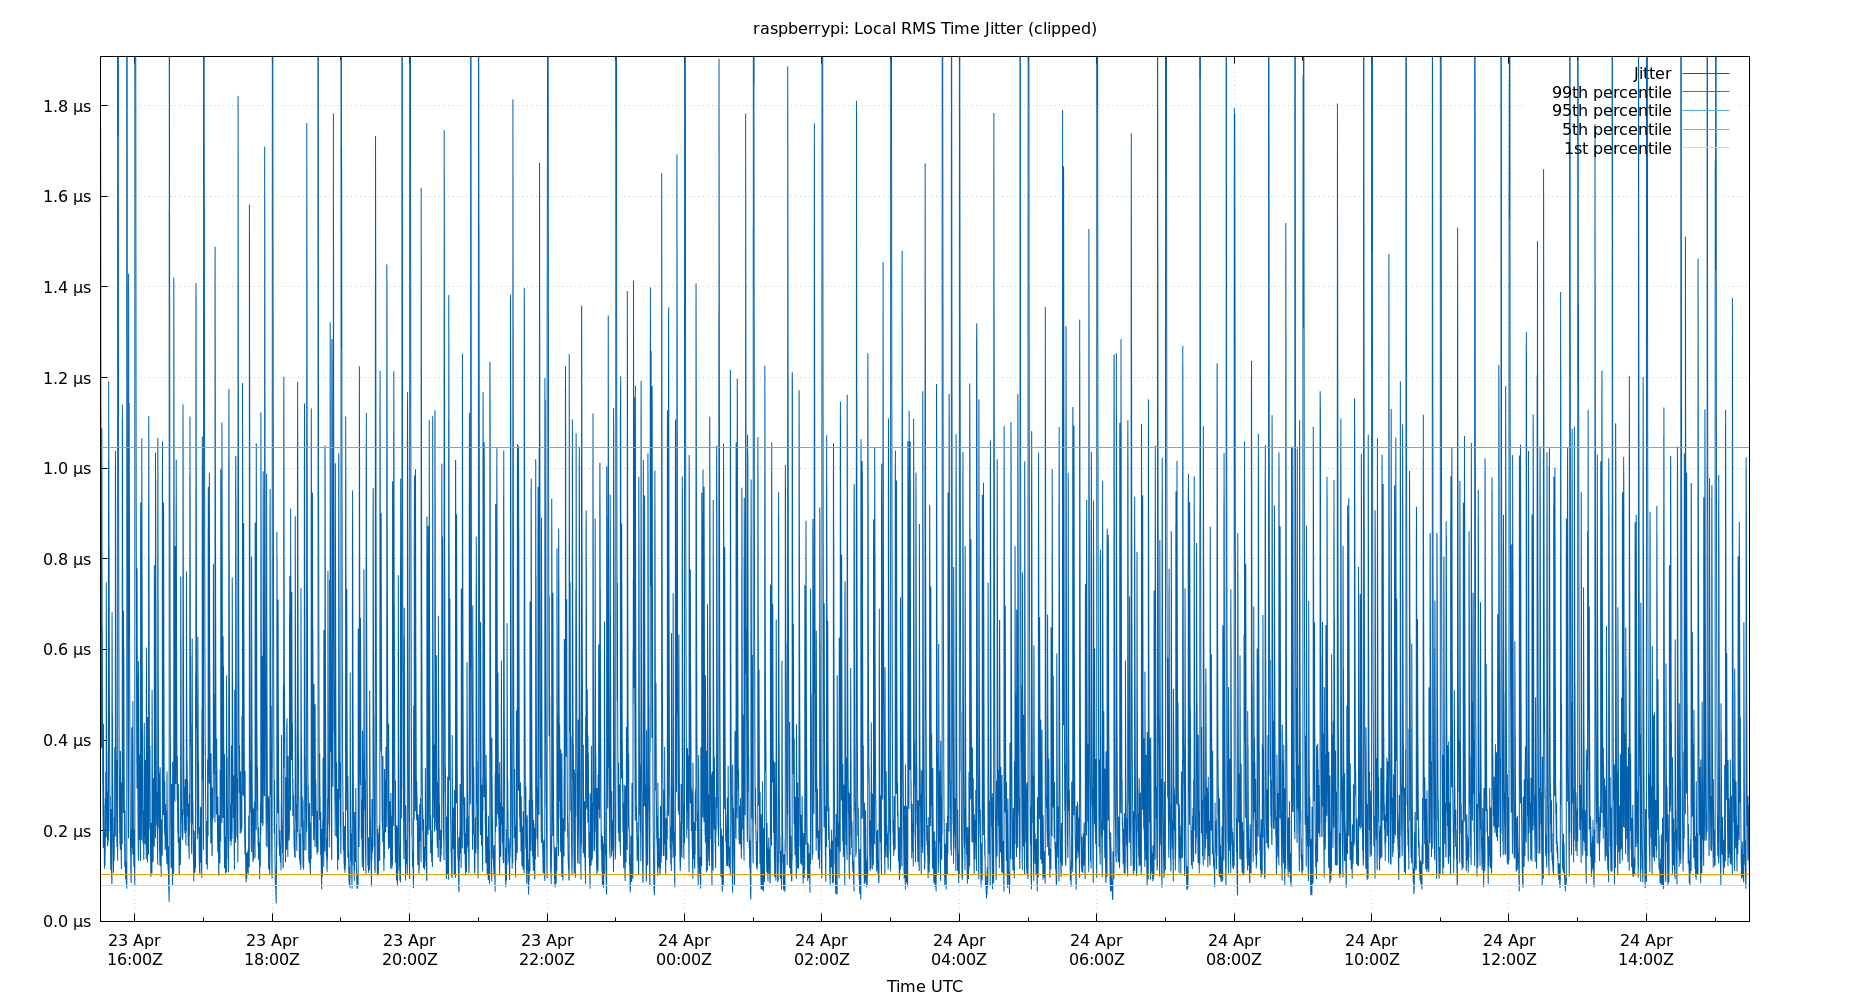 raspberrypi: Local RMS Time Jitter (clipped)
Jitter
99th percentile
95th percentile
5th percentile
1st percentile
1.8 µs
1.6 µs
1.4 µs
1.2 µs
1.0 µs
0.8 µs
0.6 µs
0.4 µs
0.2 µs
0.0 µs
23 Apr 23 Apr 23 Apr 23 Apr 24 Apr 24 Apr 24 Apr 24 Apr 24 Apr 24 Apr 24 Apr 24 Apr
16:00Z 18:00Z 20:00Z 22:00Z 00:00Z 02:00Z 04:00Z 06:00Z 08:00Z 10:00Z 12:00Z 14:00Z
Time UTC